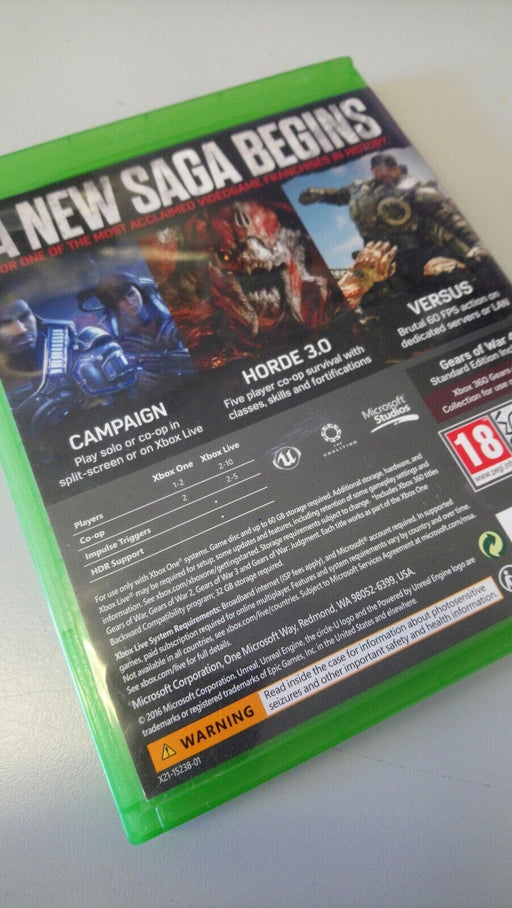 A NEW SAGA BEGINS
FOR ONE OF THE MOST ACCLAIMED VIDEOGAME FRANCHISES IN HISTORY.
CAMPAIGN
Play solo or co-op in
split-screen or on Xbox Live
HORDE 3.0
Five player co-op survival with
classes, skills and fortifications
VERSUS
Brutal 60 FPS action on
dedicated servers or LAN
Gears of War 4
Standard Edition
Xbox 360 Gears
Collection for use
Xbox One Xbox Live
Players 1-2 2-10
Co-op 2 2-5
Impulse Triggers •
HDR Support •
THE
COALITION
Microsoft
Studios
18
www.pegi
For use only with Xbox One® systems. Game disc and up to 60 GB storage required. Additional storage, hardware, and
Xbox Live® may be required for setup, some updates and features, including retention of some gameplay settings and
information. See xbox.com/xboxone/gettingstarted. Storage requirements subject to change. *Includes Xbox 360 titles
Gears of War, Gears of War 2, Gears of War 3 and Gears of War: Judgment. Each title works as part of the Xbox One
Backward Compatibility program. 32 GB storage required.
Xbox Live System Requirements: Broadband internet (ISP fees apply), and Microsoft® account required. In supported
games, paid subscription required for online multiplayer. Features and system requirements vary by country and over time.
Not available in all countries, see xbox.com/live/countries. Subject to Microsoft Services Agreement at microsoft.com/msa.
See xbox.com/live for full details.
Microsoft Corporation, One Microsoft Way, Redmond, WA 98052-6399, USA.
© 2016 Microsoft Corporation. Unreal, Unreal Engine, the circle-U logo and the Powered by Unreal Engine logo are
trademarks or registered trademarks of Epic Games, Inc. in the United States and elsewhere.
WARNING
Read inside the case for information about photosensitive
seizures and other important safety and health information.
X21-15238-01